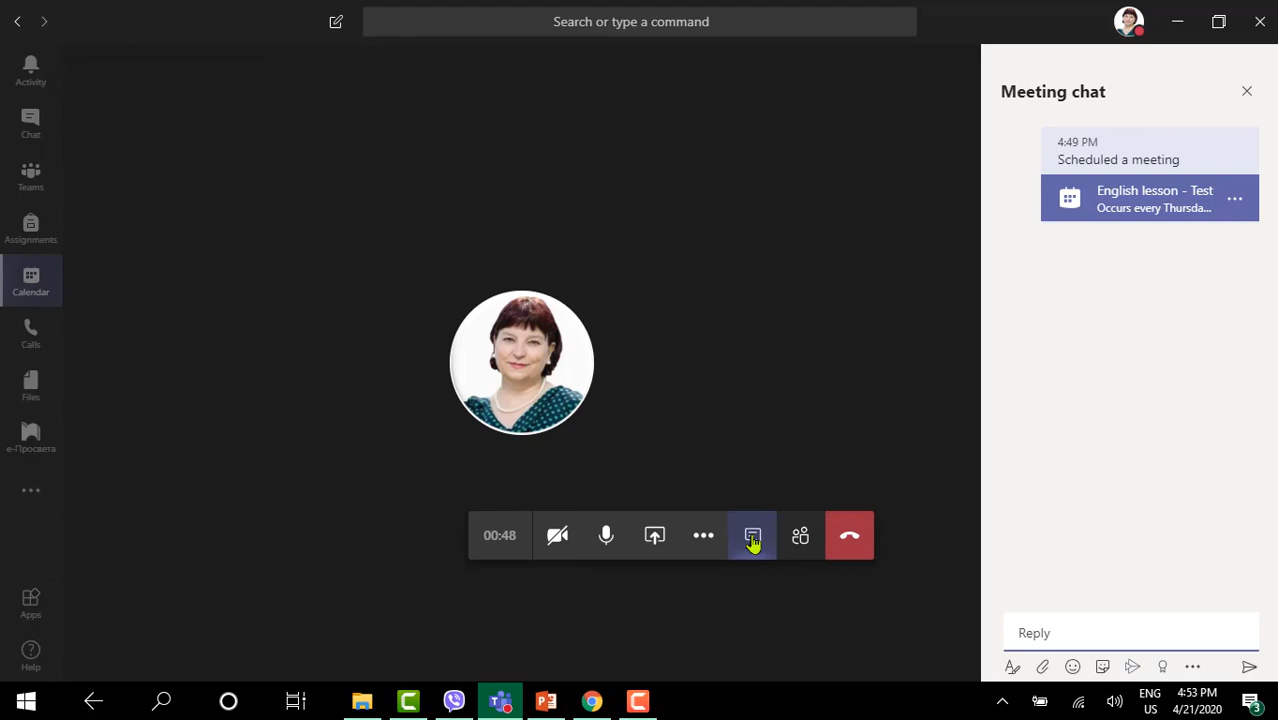 Search or type a command
Activity
Chat
Teams
Assignments
Calendar
Calls
Files
е-Просвета
Apps
Help
00:48
Meeting chat
4:49 PM
Scheduled a meeting
English lesson - Test
Occurs every Thursda...
Reply
ENG
US
4:53 PM
4/21/2020
3